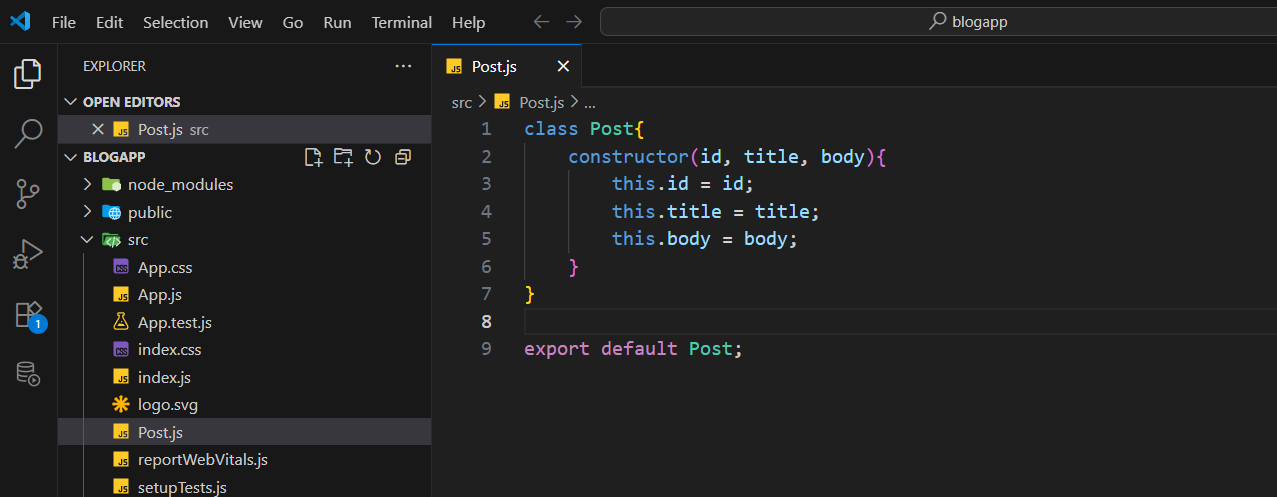 File Edit Selection View Go Run Terminal Help blogapp
EXPLORER
OPEN EDITORS
Post.js src
BLOGAPP
node_modules
public
src
App.css
App.js
App.test.js
index.css
index.js
logo.svg
Post.js
reportWebVitals.js
setupTests.js
1
Post.js
src > Post.js > ...
1 class Post{
2 constructor(id, title, body){
3 this.id = id;
4 this.title = title;
5 this.body = body;
6 }
7 }
8
9 export default Post;